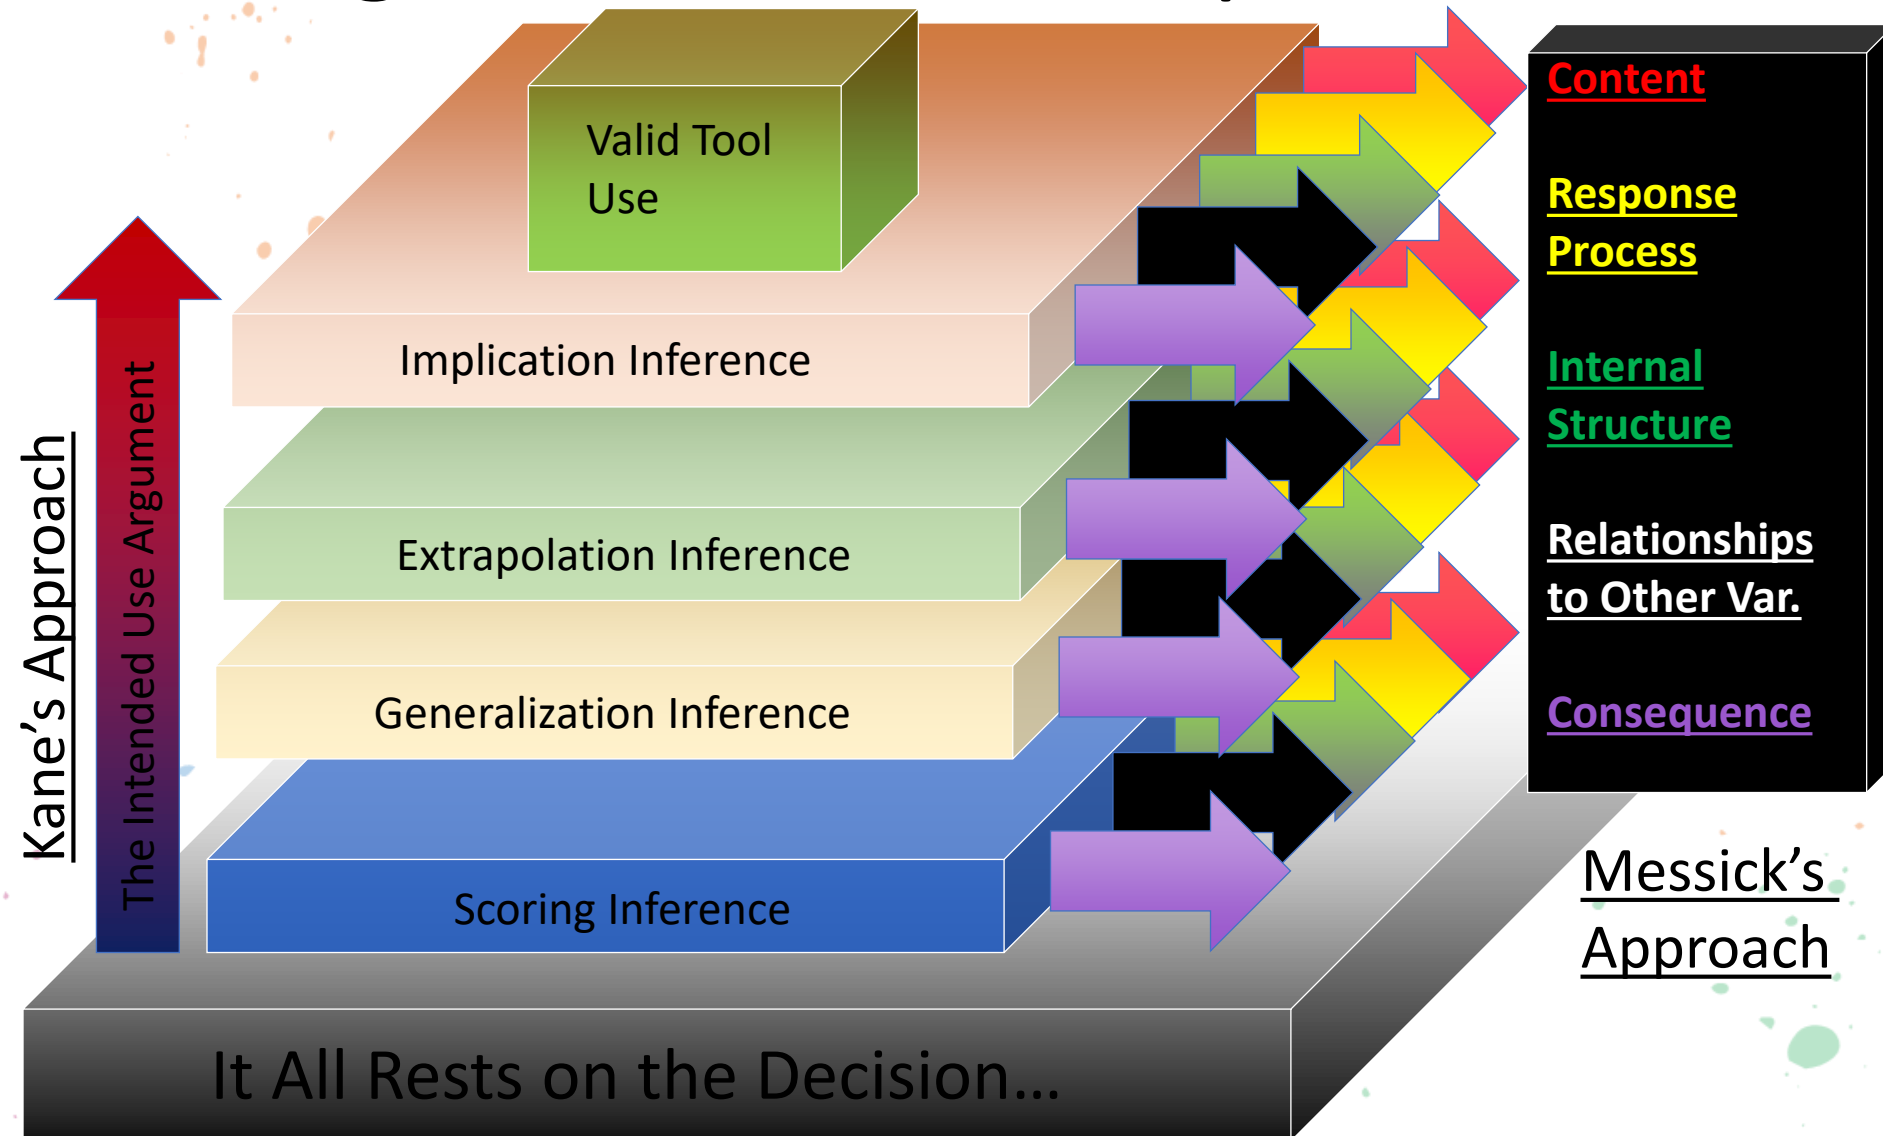 Valid Tool
Use
Implication Inference
Extrapolation Inference
Generalization Inference
Scoring Inference
It All Rests on the Decision...
Kane's Approach
The Intended Use Argument
Content
Response
Process
Internal
Structure
Relationships
to Other Var.
Consequence
Messick's
Approach